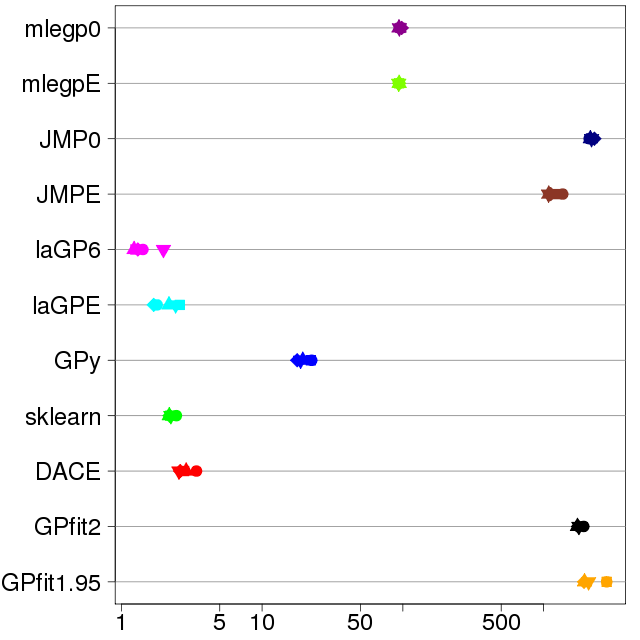 mlegp0
mlegpE
JMP0
JMPE
laGP6
laGPE
GPy
sklearn
DACE
GPfit2
GPfit1.95
1 5 10 50 500